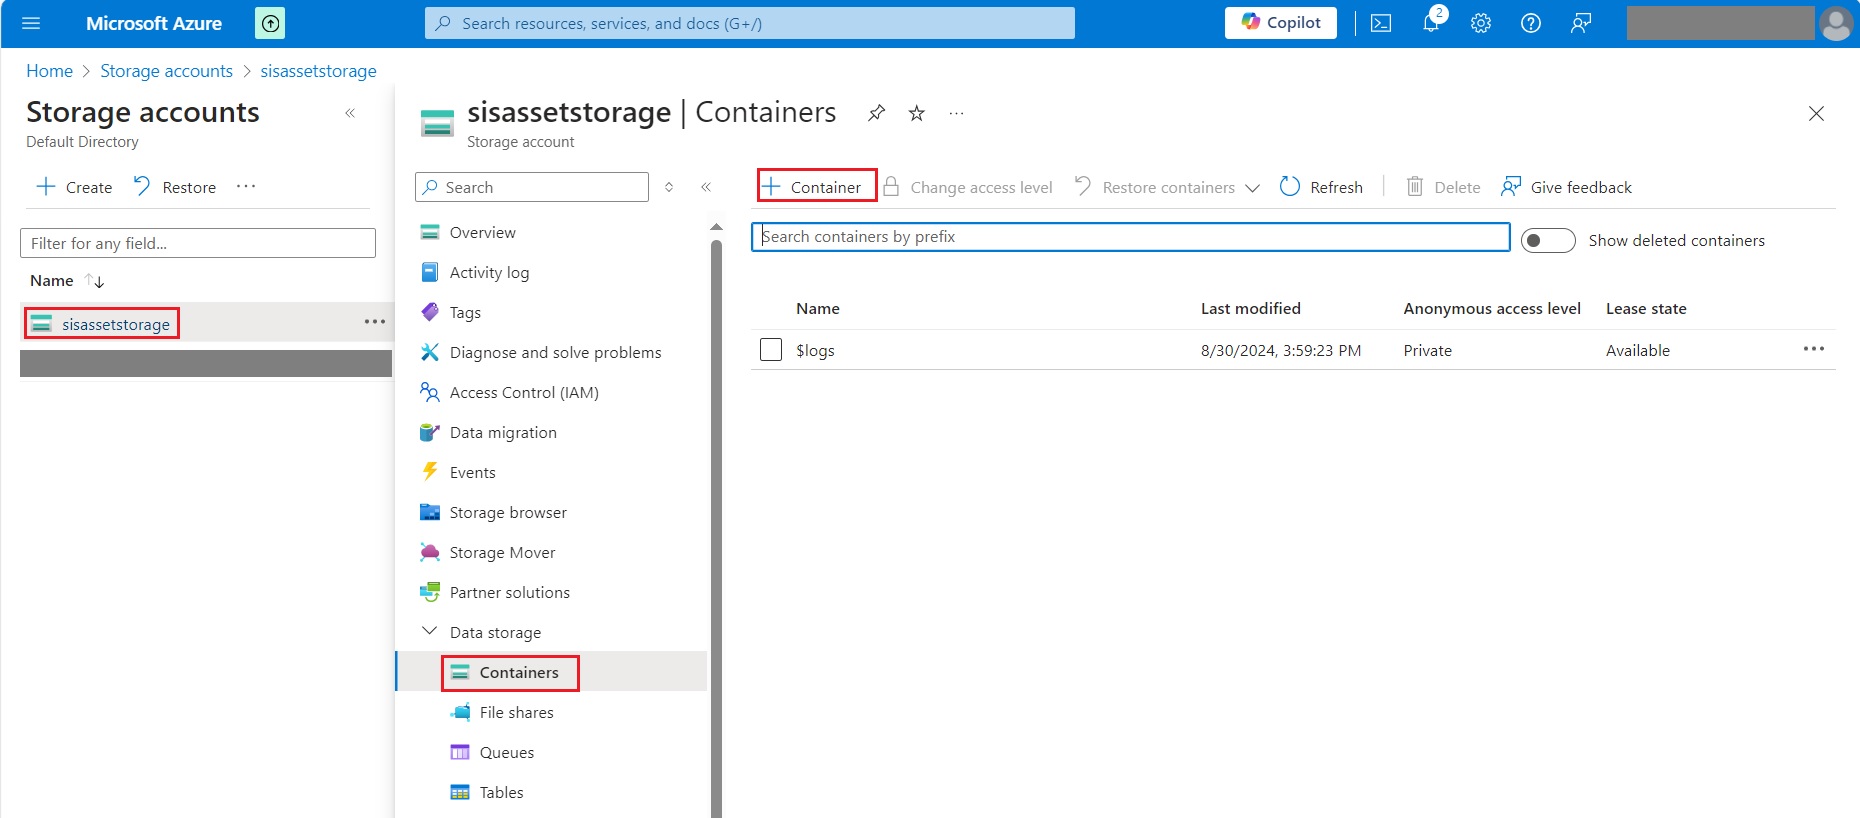 Microsoft Azure
Search resources, services, and docs (G+/)
Copilot
2
Home > Storage accounts > sisassetstorage
Storage accounts
Default Directory
Create
Restore
Filter for any field...
Name
sisassetstorage
sisassetstorage | Containers
Storage account
Search
Overview
Activity log
Tags
Diagnose and solve problems
Access Control (IAM)
Data migration
Events
Storage browser
Storage Mover
Partner solutions
Data storage
Containers
File shares
Queues
Tables
Container
Change access level
Restore containers
Refresh
Delete
Give feedback
Search containers by prefix
Show deleted containers
Name Last modified Anonymous access level Lease state
$logs 8/30/2024, 3:59:23 PM Private Available